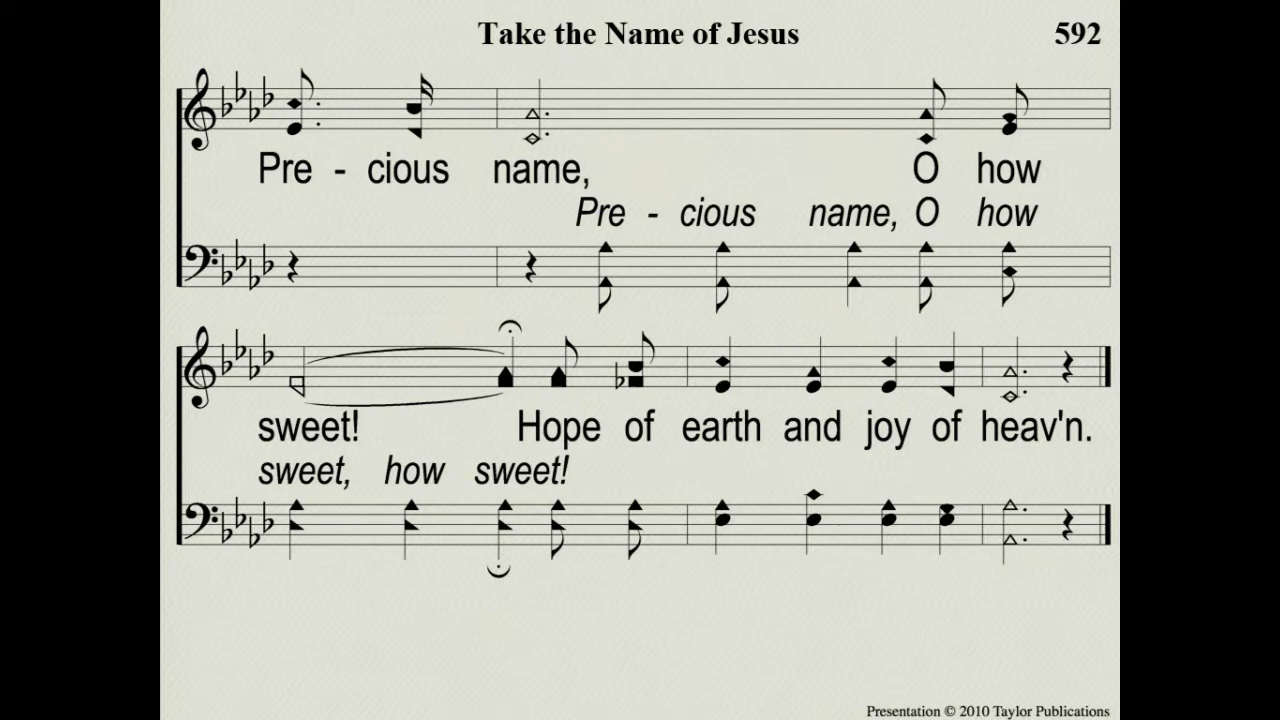 Take the Name of Jesus 592
Pre - cious name, O how
Pre - cious name, O how
sweet! Hope of earth and joy of heav'n.
sweet, how sweet!
Presentation © 2010 Taylor Publications